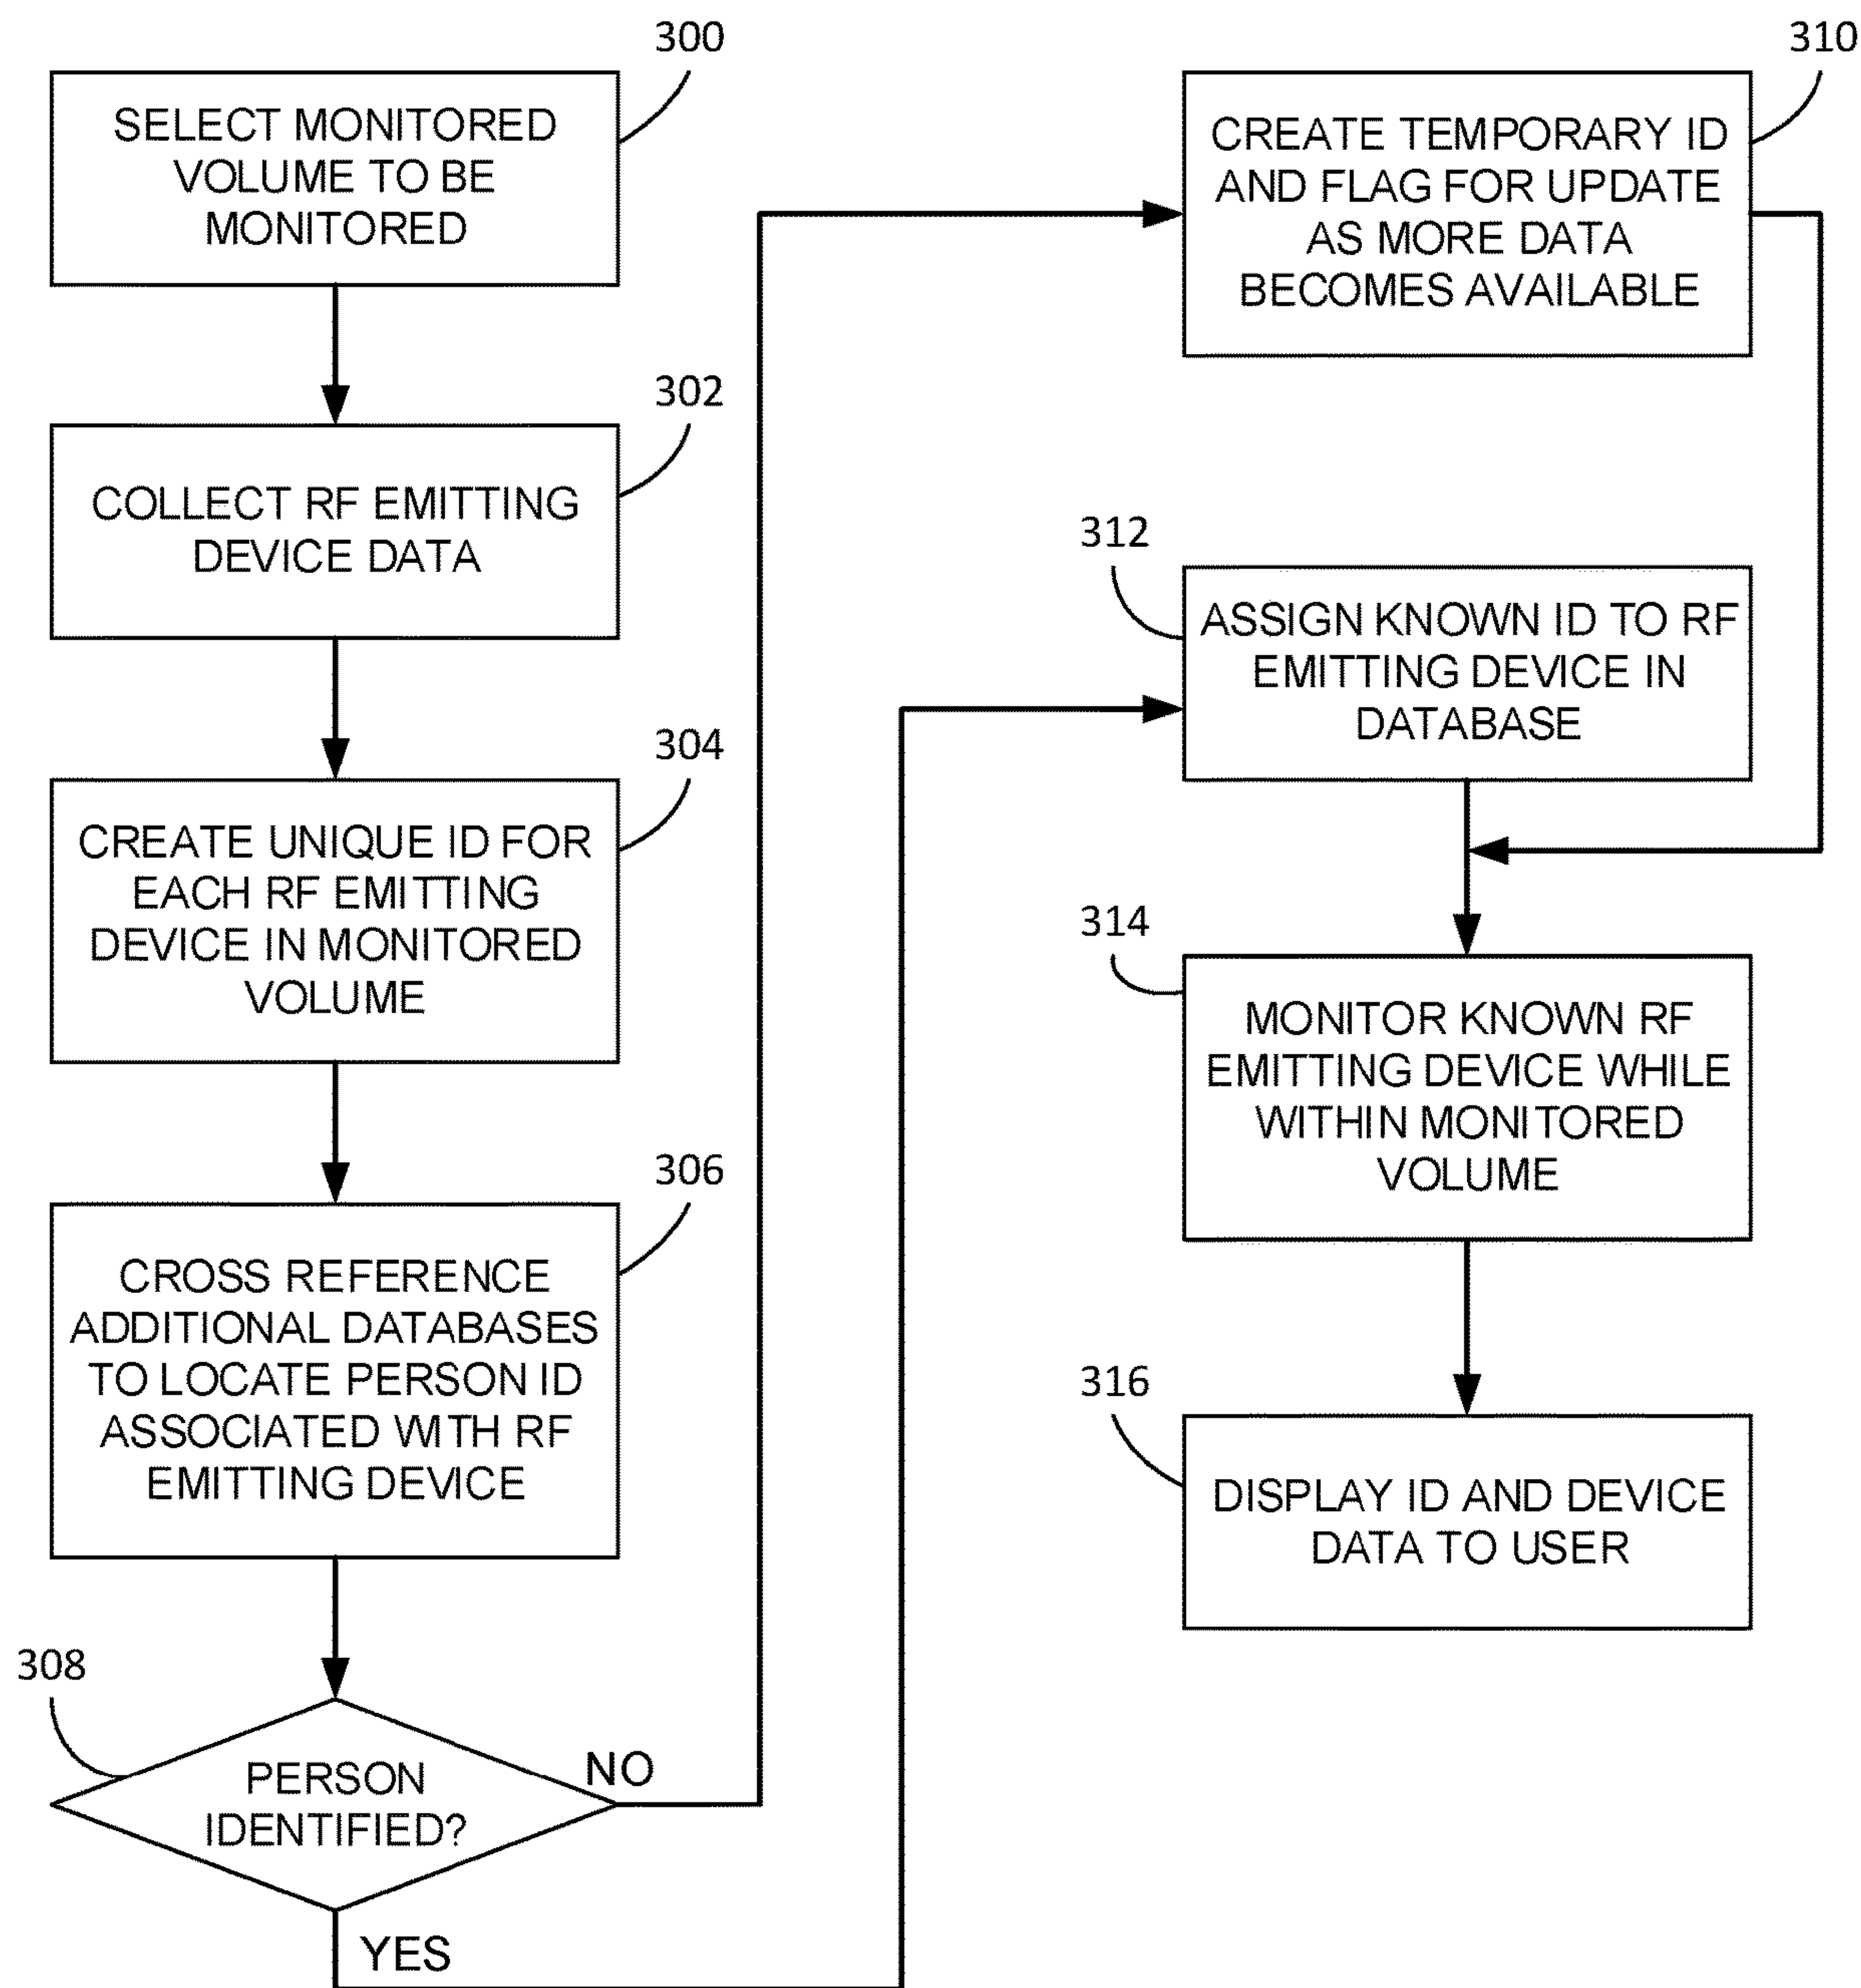 300
SELECT MONITORED
VOLUME TO BE
MONITORED
302
COLLECT RF EMITTING
DEVICE DATA
304
CREATE UNIQUE ID FOR
EACH RF EMITTING
DEVICE IN MONITORED
VOLUME
306
CROSS REFERENCE
ADDITIONAL DATABASES
TO LOCATE PERSON ID
ASSOCIATED WITH RF
EMITTING DEVICE
308
PERSON
IDENTIFIED?
NO
YES
310
CREATE TEMPORARY ID
AND FLAG FOR UPDATE
AS MORE DATA
BECOMES AVAILABLE
312
ASSIGN KNOWN ID TO RF
EMITTING DEVICE IN
DATABASE
314
MONITOR KNOWN RF
EMITTING DEVICE WHILE
WITHIN MONITORED
VOLUME
316
DISPLAY ID AND DEVICE
DATA TO USER